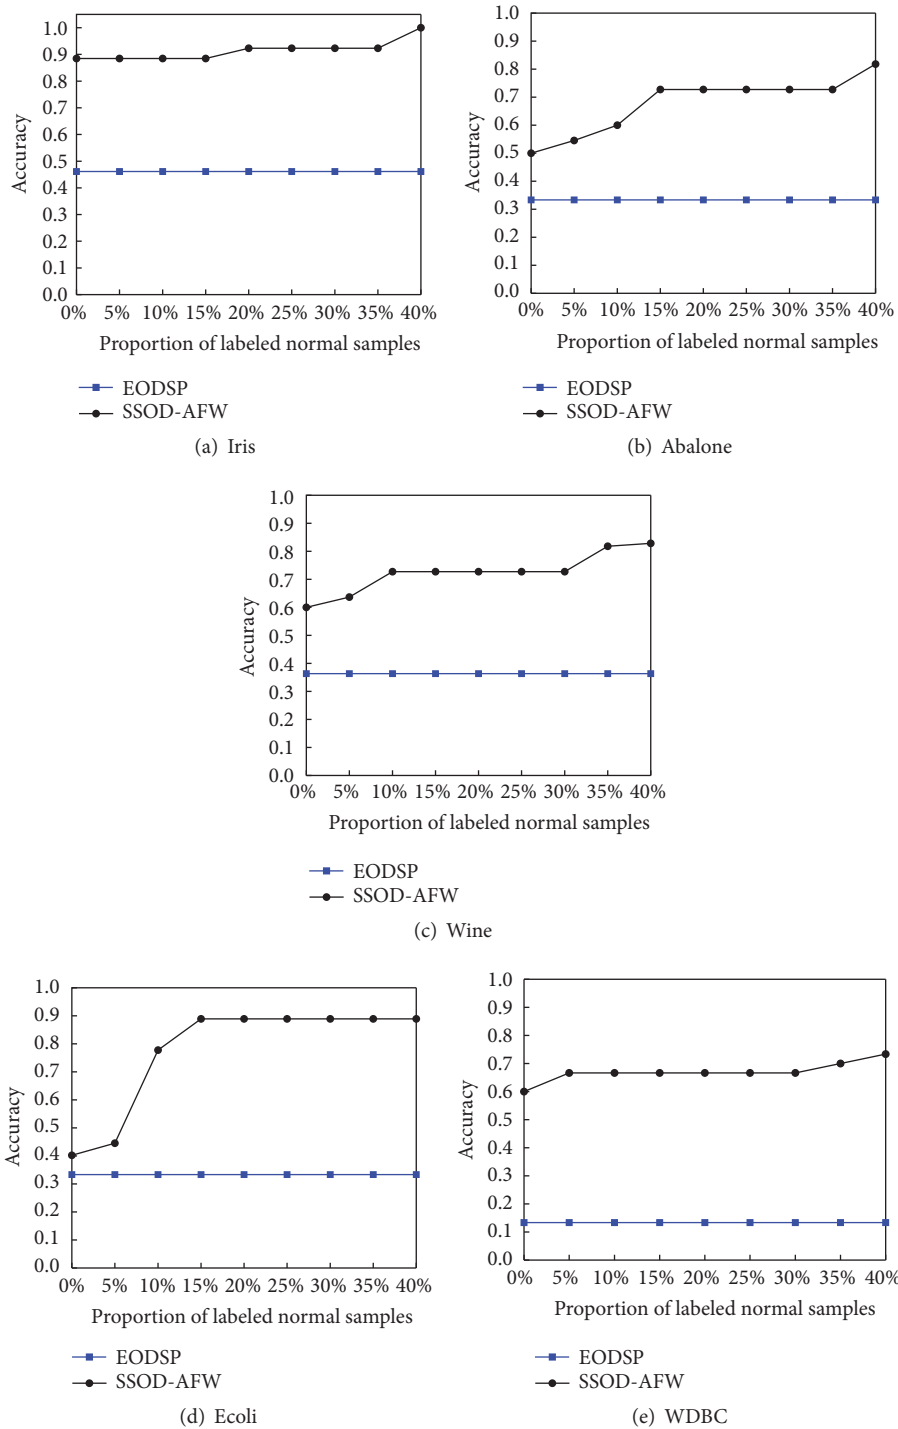 1.0
0.9
0.8
0.7
0.6
0.5
0.4
0.3
0.2
0.1
0.0
Accuracy
0% 5% 10% 15% 20% 25% 30% 35% 40%
Proportion of labeled normal samples
EODSP
SSOD-AFW
(a) Iris
1.0
0.9
0.8
0.7
0.6
0.5
0.4
0.3
0.2
0.1
0.0
Accuracy
0% 5% 10% 15% 20% 25% 30% 35% 40%
Proportion of labeled normal samples
EODSP
SSOD-AFW
(b) Abalone
1.0
0.9
0.8
0.7
0.6
0.5
0.4
0.3
0.2
0.1
0.0
Accuracy
0% 5% 10% 15% 20% 25% 30% 35% 40%
Proportion of labeled normal samples
EODSP
SSOD-AFW
(c) Wine
1.0
0.9
0.8
0.7
0.6
0.5
0.4
0.3
0.2
0.1
0.0
Accuracy
0% 5% 10% 15% 20% 25% 30% 35% 40%
Proportion of labeled normal samples
EODSP
SSOD-AFW
(d) Ecoli
1.0
0.9
0.8
0.7
0.6
0.5
0.4
0.3
0.2
0.1
0.0
Accuracy
0% 5% 10% 15% 20% 25% 30% 35% 40%
Proportion of labeled normal samples
EODSP
SSOD-AFW
(e) WDBC